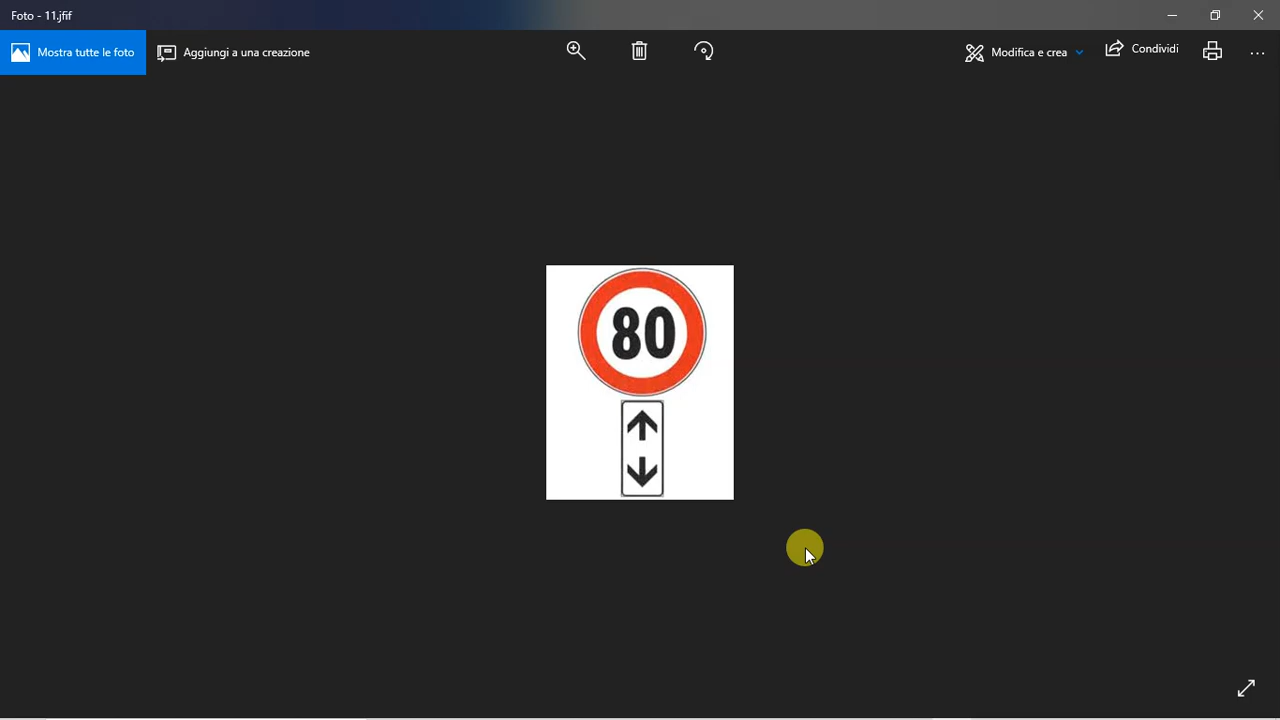 Foto - 11.jfif
Mostra tutte le foto
Aggiungi a una creazione
Modifica e crea
Condividi
80